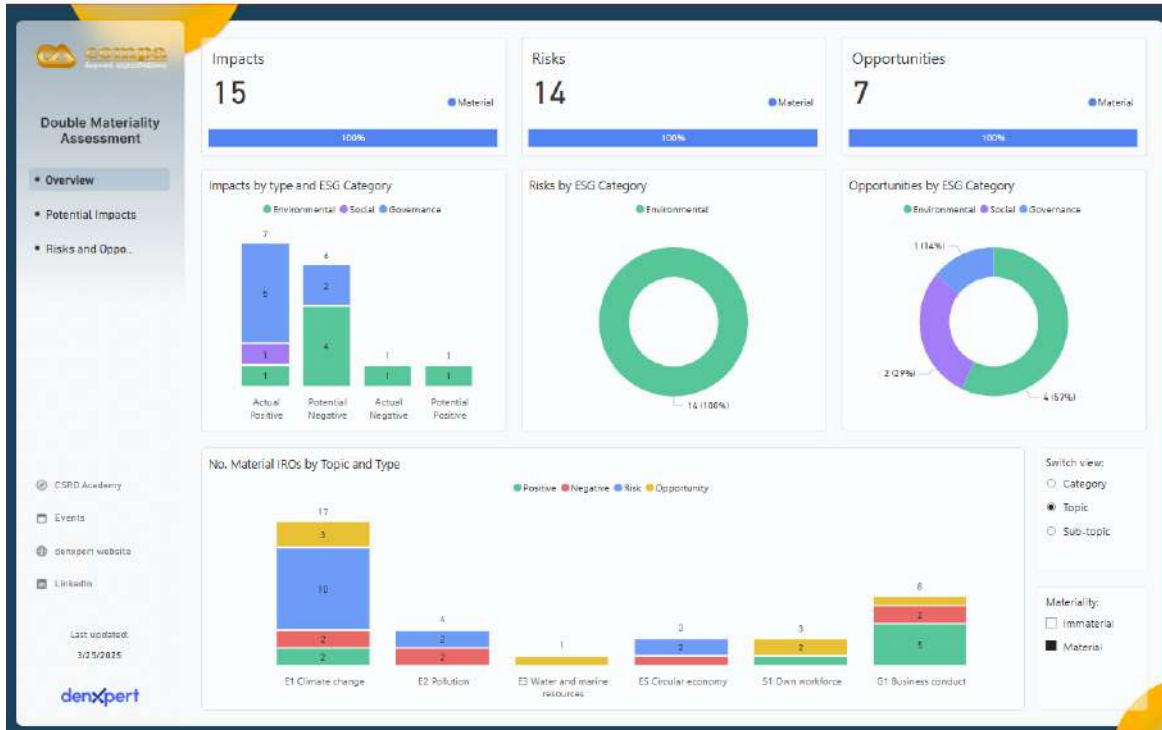 compa
Double Materiality
Assessment
Overview
Potential Impacts
Risks and Oppo...
CSRD Academy
Events
denxpert website
LinkedIn
Last updated:
3/25/2025
denxpert
Impacts
15
Material
100%
Risks
14
Material
100%
Opportunities
7
Material
100%
Impacts by type and ESG Category
Environmental Social Governance
7
5
1
1
6
2
4
1
1
1
1
Actual
Positive
Potential
Negative
Actual
Negative
Potential
Positive
Risks by ESG Category
Environmental
14 (100%)
Opportunities by ESG Category
Environmental Social Governance
1 (14%)
2 (29%)
4 (57%)
No. Material IROs by Topic and Type
Positive Negative Risk Opportunity
17
3
10
2
2
4
2
2
1
2
3
2
8
2
5
E1 Climate change
E2 Pollution
E3 Water and marine
resources
E5 Circular economy
S1 Own workforce
G1 Business conduct
Switch view:
Category
Topic
Sub-topic
Materiality:
Immaterial
Material